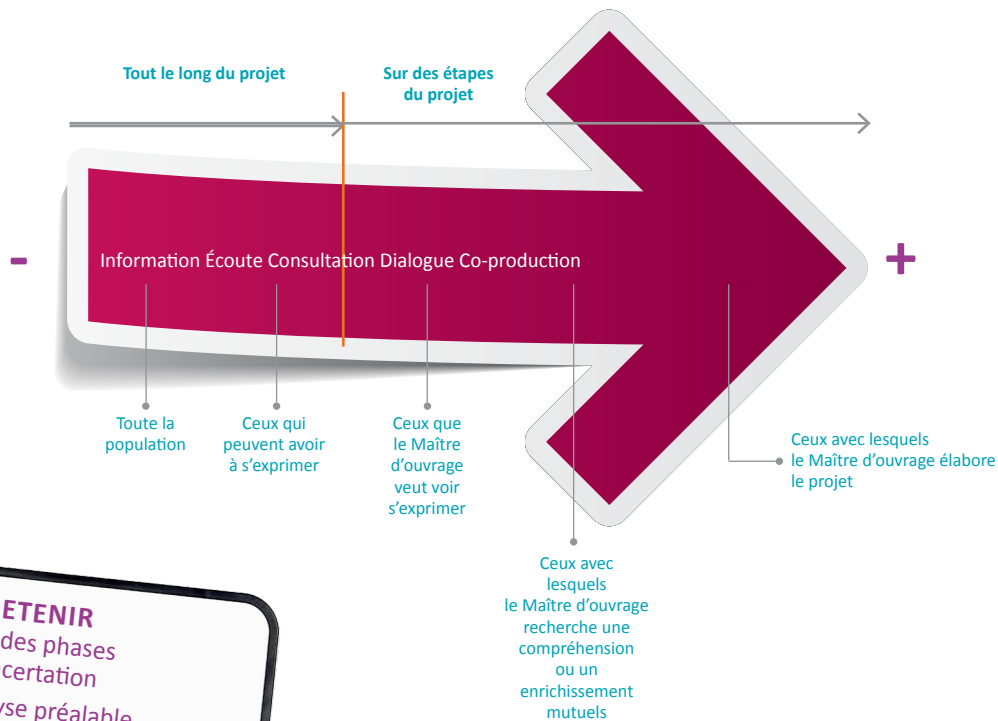 Tout le long du projet
Sur des étapes
du projet
-
+
Information Écoute Consultation Dialogue Co-production
Toute la
population
Ceux qui
peuvent avoir
à s’exprimer
Ceux que
le Maître
d’ouvrage
veut voir
s’exprimer
Ceux avec
lesquels
le Maître d’ouvrage
recherche une
compréhension
ou un
enrichissement
mutuels
Ceux avec lesquels
le Maître d’ouvrage élabore
le projet
ETENIR
des phases
certation
yse préalable